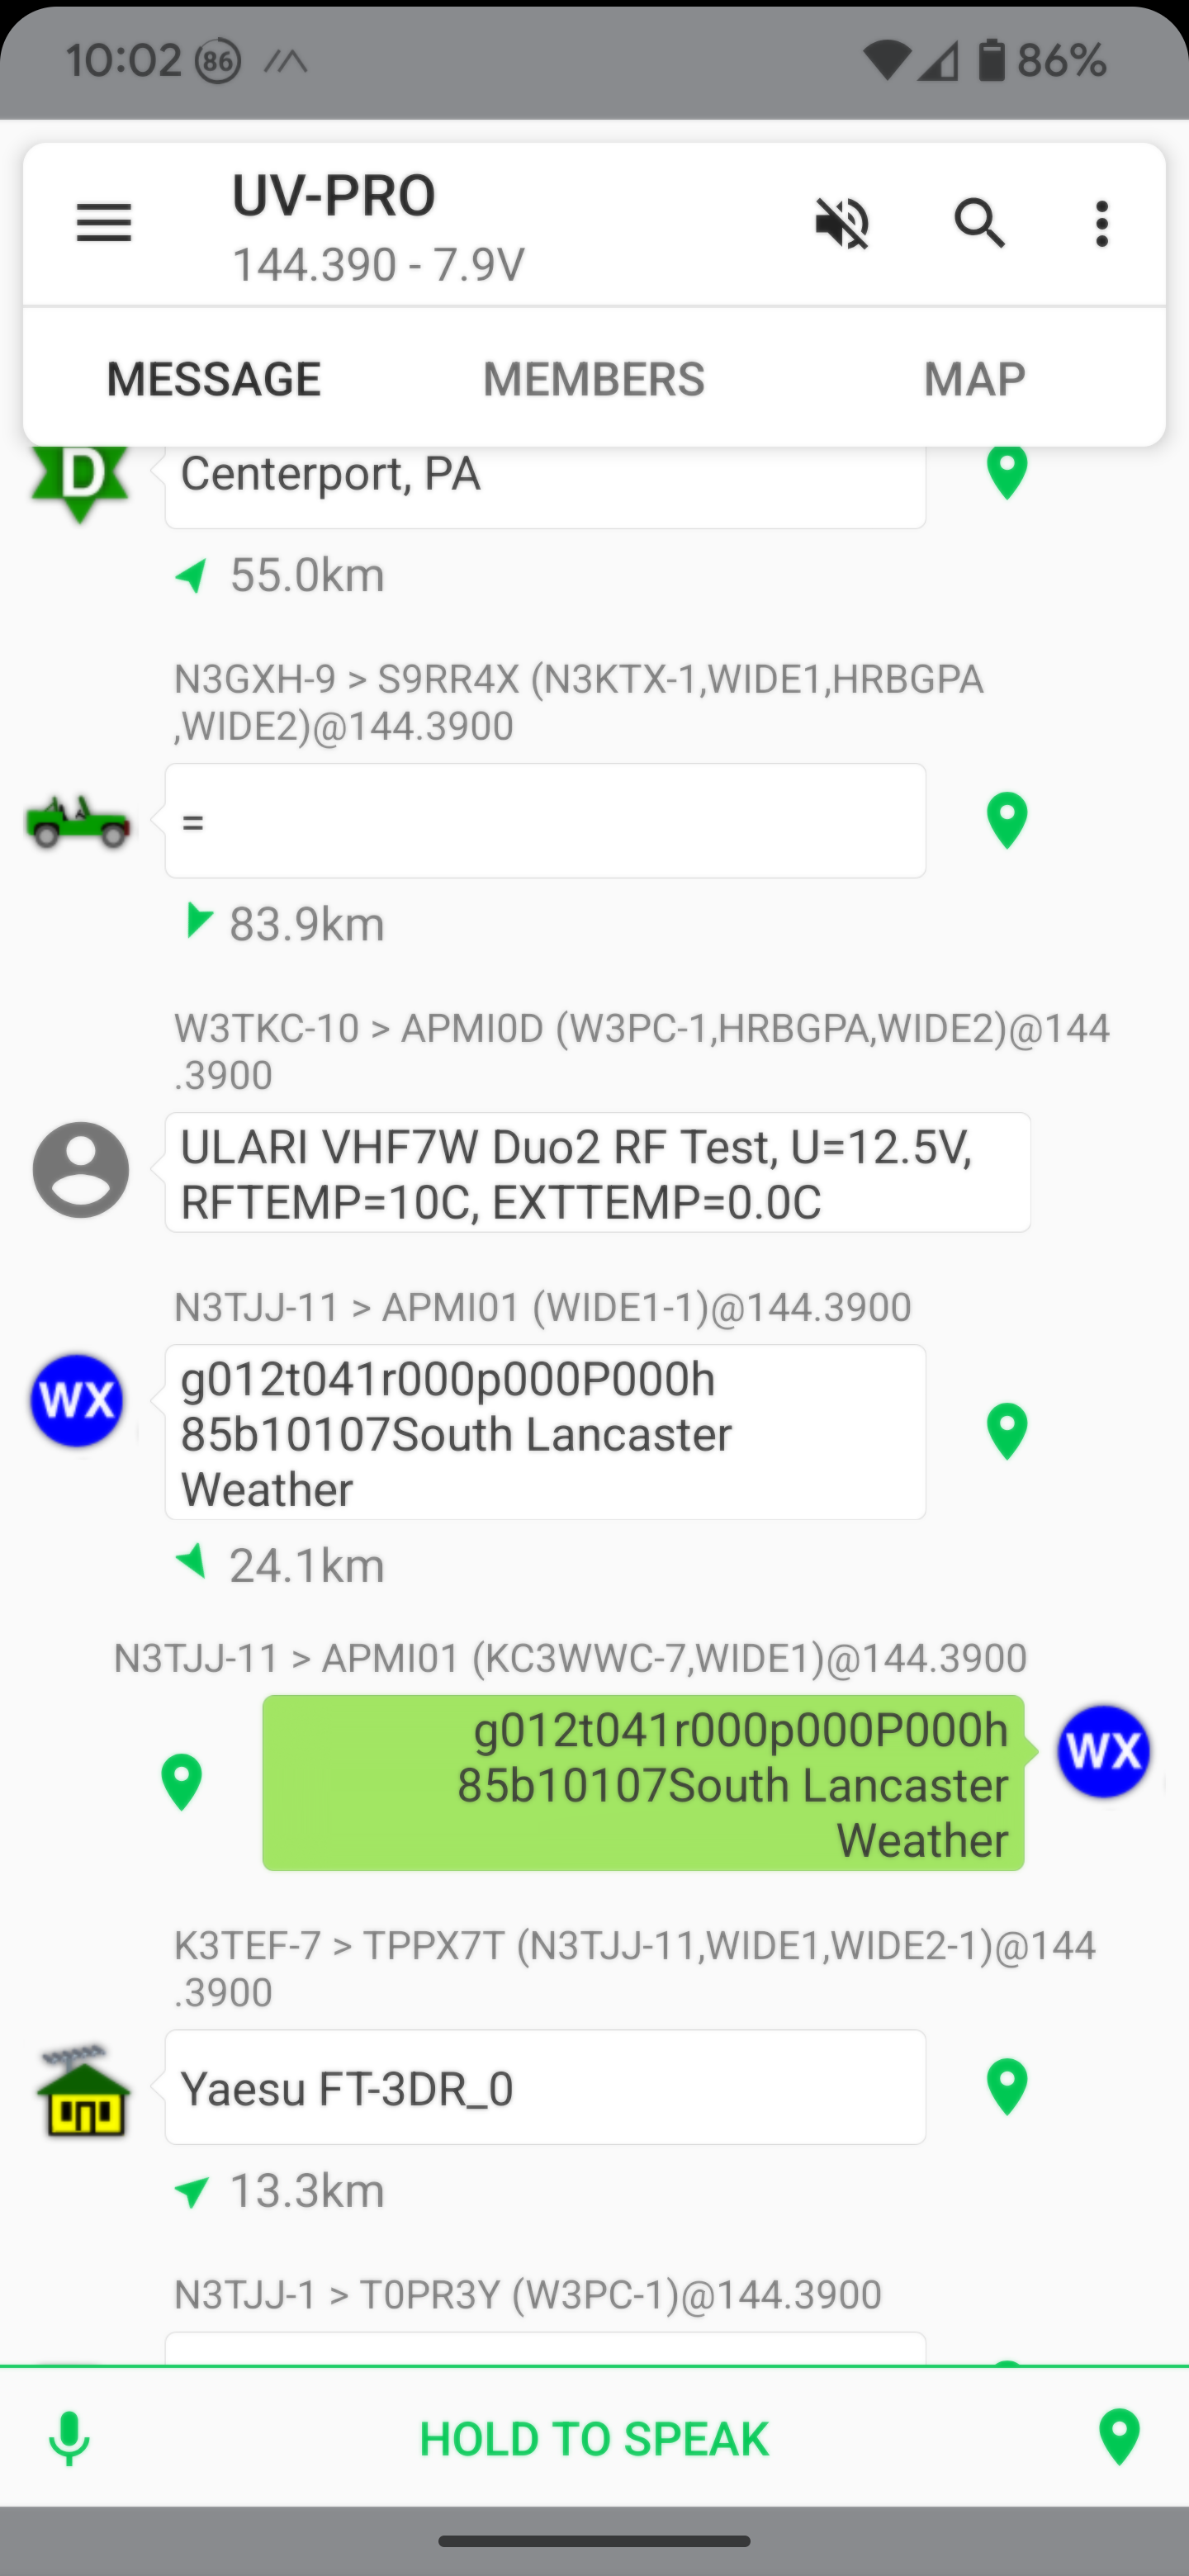 10:02 86 86%
UV-PRO
144.390 - 7.9V
MESSAGE MEMBERS MAP
D
Centerport, PA
55.0km
N3GXH-9 > S9RR4X (N3KTX-1,WIDE1,HRBGPA
,WIDE2)@144.3900
=
83.9km
W3TKC-10 > APMI0D (W3PC-1,HRBGPA,WIDE2)@144
.3900
ULARI VHF7W Duo2 RF Test, U=12.5V,
RFTEMP=10C, EXTTEMP=0.0C
N3TJJ-11 > APMI01 (WIDE1-1)@144.3900
WX
g012t041r000p000P000h
85b10107South Lancaster
Weather
24.1km
N3TJJ-11 > APMI01 (KC3WWC-7,WIDE1)@144.3900
g012t041r000p000P000h
85b10107South Lancaster
Weather
WX
K3TEF-7 > TPPX7T (N3TJJ-11,WIDE1,WIDE2-1)@144
.3900
Yaesu FT-3DR_0
13.3km
N3TJJ-1 > T0PR3Y (W3PC-1)@144.3900
HOLD TO SPEAK